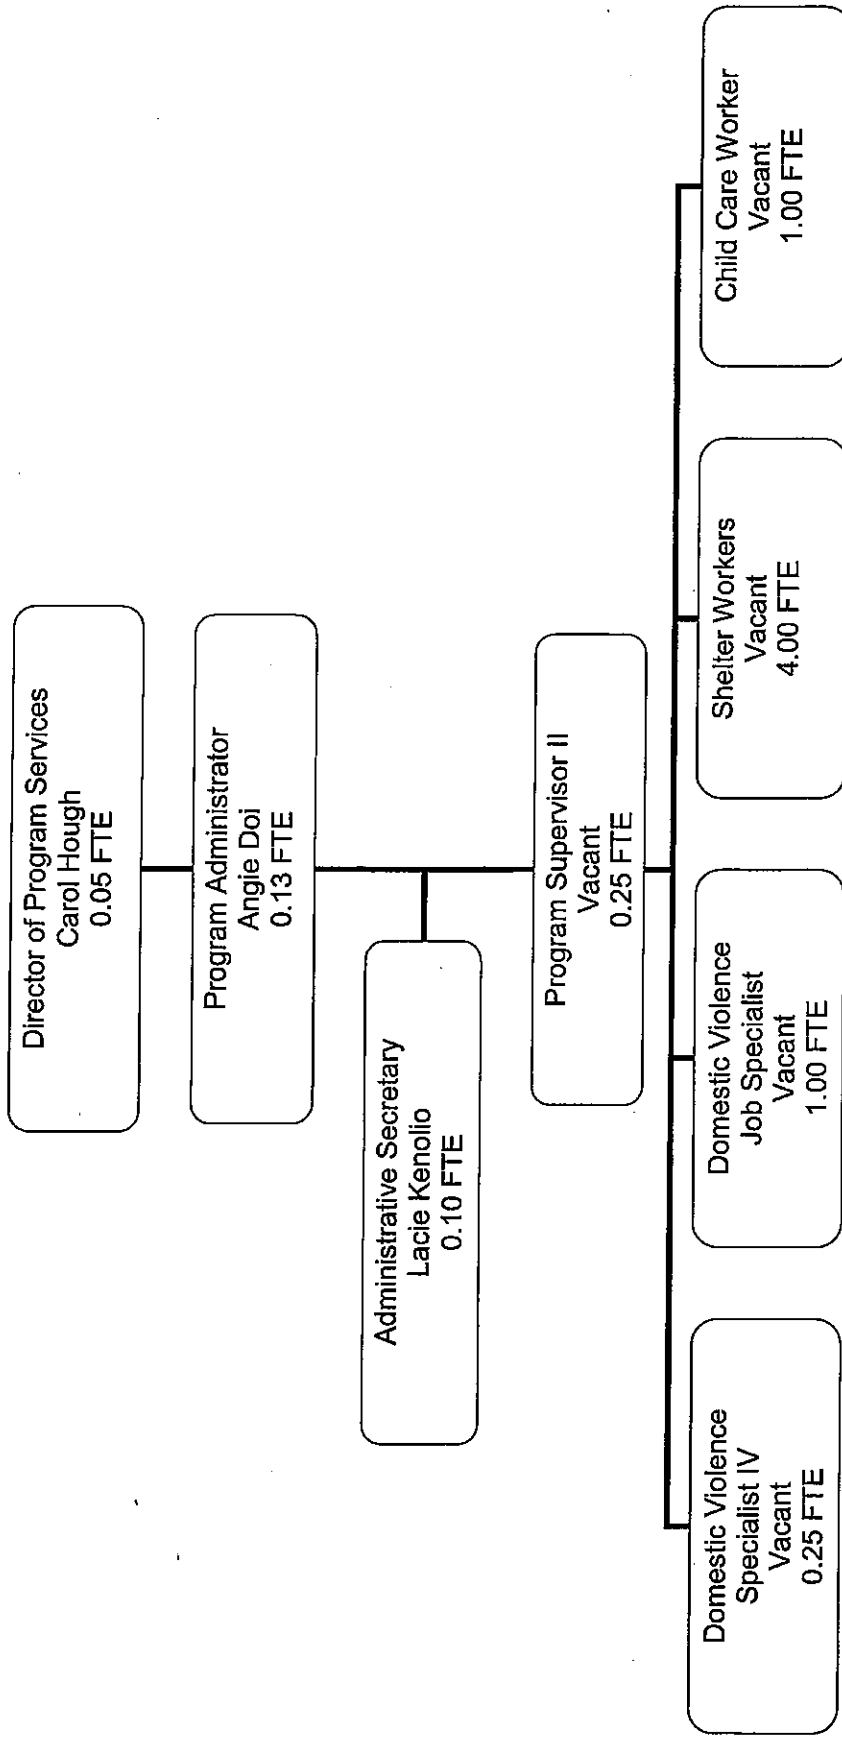 Director of Program Services
Carol Hough
0.05 FTE
Program Administrator
Angie Doi
0.13 FTE
Administrative Secretary
Lacie Kenolio
0.10 FTE
Program Supervisor II
Vacant
0.25 FTE
Domestic Violence
Specialist IV
Vacant
0.25 FTE
Domestic Violence
Job Specialist
Vacant
1.00 FTE
Shelter Workers
Vacant
4.00 FTE
Child Care Worker
Vacant
1.00 FTE